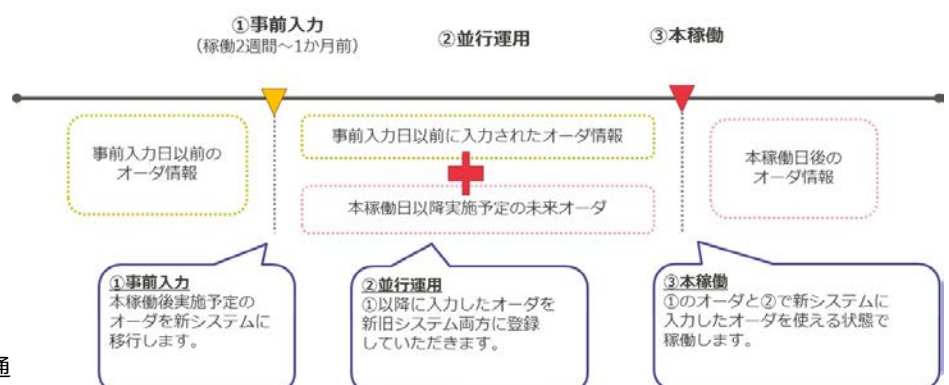 ①事前入力
（稼働2週間～1か月前）
②並行運用
③本稼働
事前入力日以前の
オーダ情報
事前入力日以前に入力されたオーダ情報
本稼働日以降実施予定の未来オーダ
本稼働日後の
オーダ情報
①事前入力
本稼働後実施予定の
オーダを新システムに
移行します。
②並行運用
①以降に入力したオーダを
新旧システム両方に登録
していただきます。
③本稼働
①のオーダと②で新システムに
入力したオーダを使える状態で
稼働します。
通